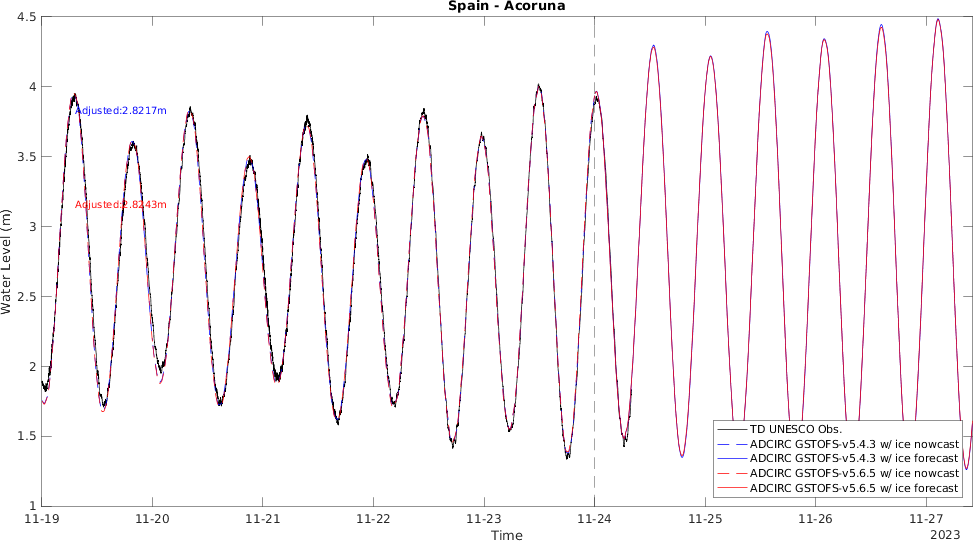 Spain - Acoruna
4.5
4
3.5
3
2.5
2
1.5
1
Water Level (m)
Adjusted:2.8217m
Adjusted:2.8243m
TD UNESCO Obs.
ADCIRC GSTOFS-v5.4.3 w/ ice nowcast
ADCIRC GSTOFS-v5.4.3 w/ ice forecast
ADCIRC GSTOFS-v5.6.5 w/ ice nowcast
ADCIRC GSTOFS-v5.6.5 w/ ice forecast
11-19 11-20 11-21 11-22 11-23 11-24 11-25 11-26 11-27
Time
2023